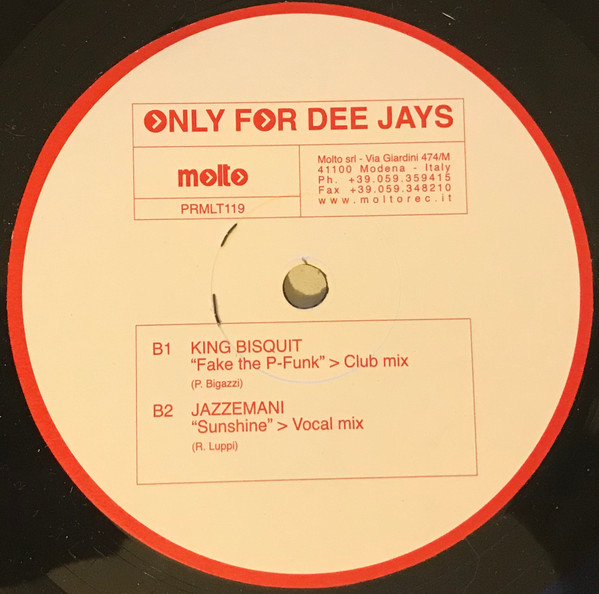 ONLY FOR DEE JAYS
molto
PRMLT119
Molto srl - Via Giardini 474/M
41100 Modena - Italy
Ph. +39.059.359415
Fax +39.059.348210
www.moltorec.it
B1 KING BISQUIT
“Fake the P-Funk” > Club mix
(P. Bigazzi)
B2 JAZZEMANI
“Sunshine” > Vocal mix
(R. Luppi)